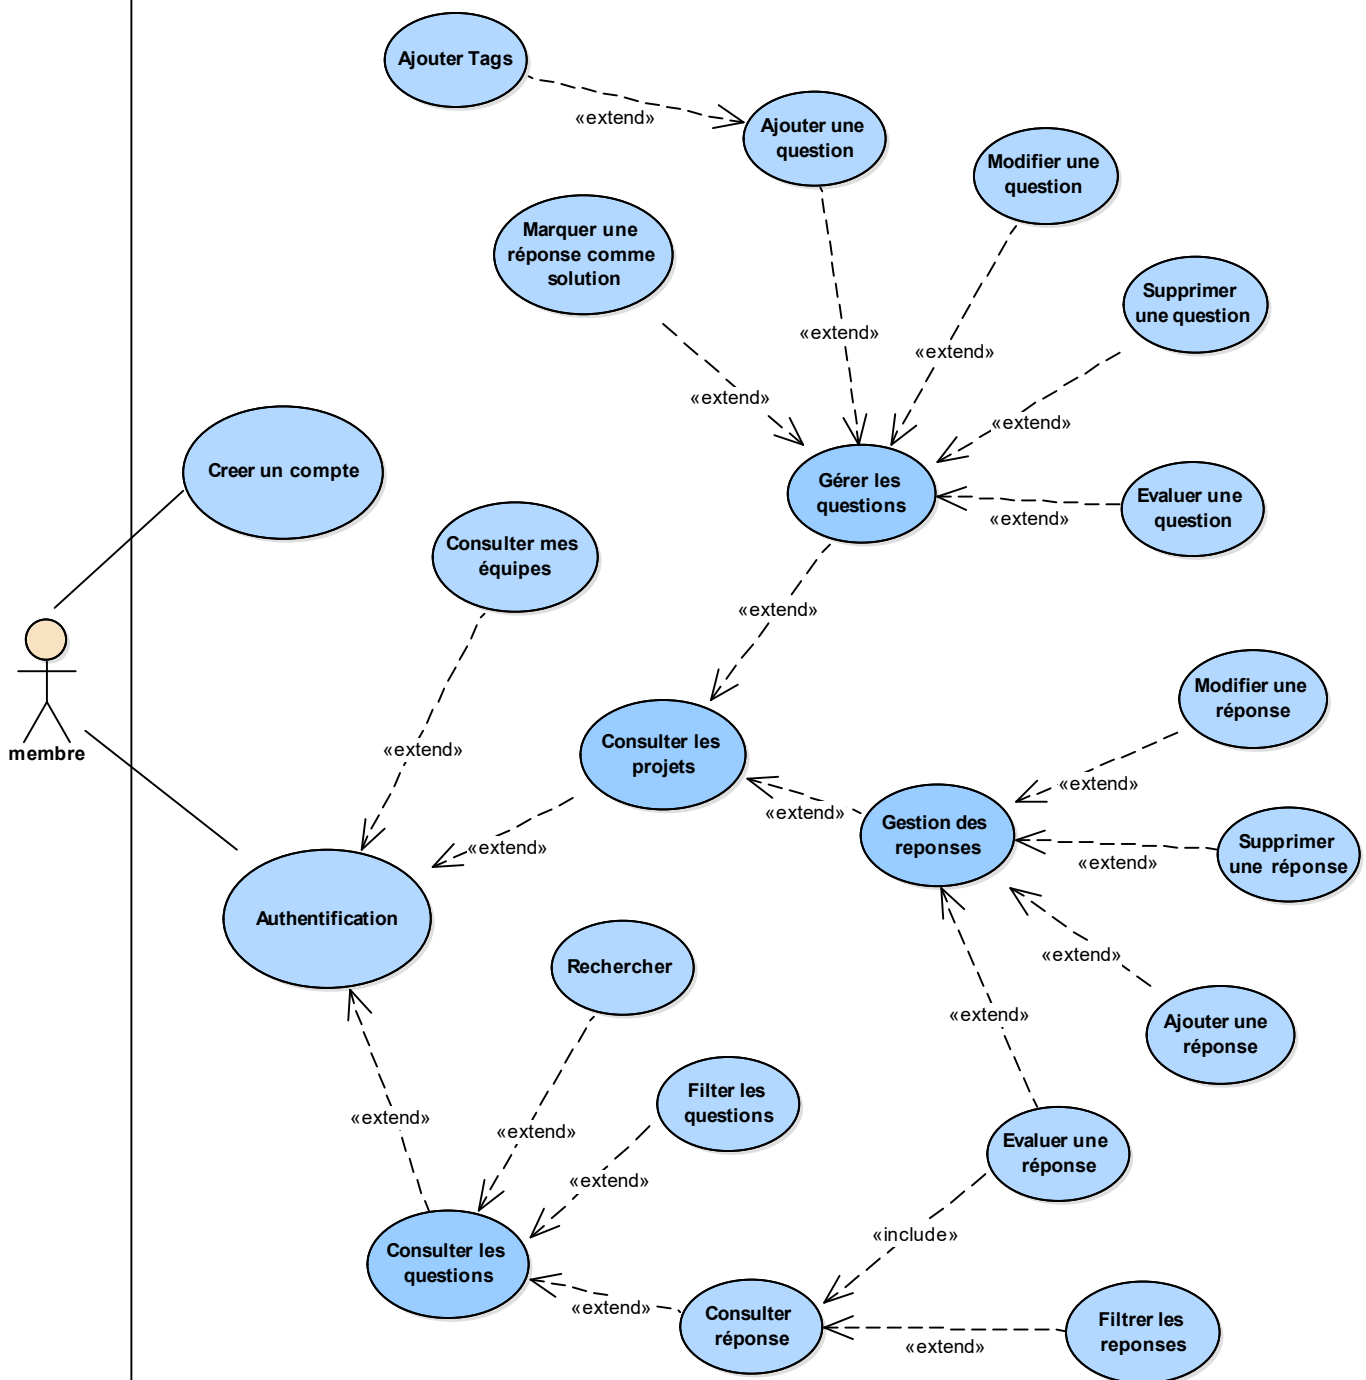 Ajouter Tags
«extend»
Ajouter une
question
Modifier une
question
Marquer une
réponse comme
solution
Supprimer
une question
«extend»
«extend»
«extend»
«extend»
Creer un compte
Gérer les
questions
Evaluer une
question
«extend»
Consulter mes
équipes
«extend»
membre
«extend»
Consulter les
projets
Modifier une
réponse
«extend»
«extend»
Gestion des
reponses
Supprimer
une réponse
«extend»
«extend»
Authentification
Rechercher
«extend»
«extend»
Ajouter une
réponse
Filter les
questions
«extend»
«extend»
Evaluer une
réponse
«extend»
Consulter les
questions
«include»
«extend»
Consulter
réponse
Filtrer les
reponses
«extend»